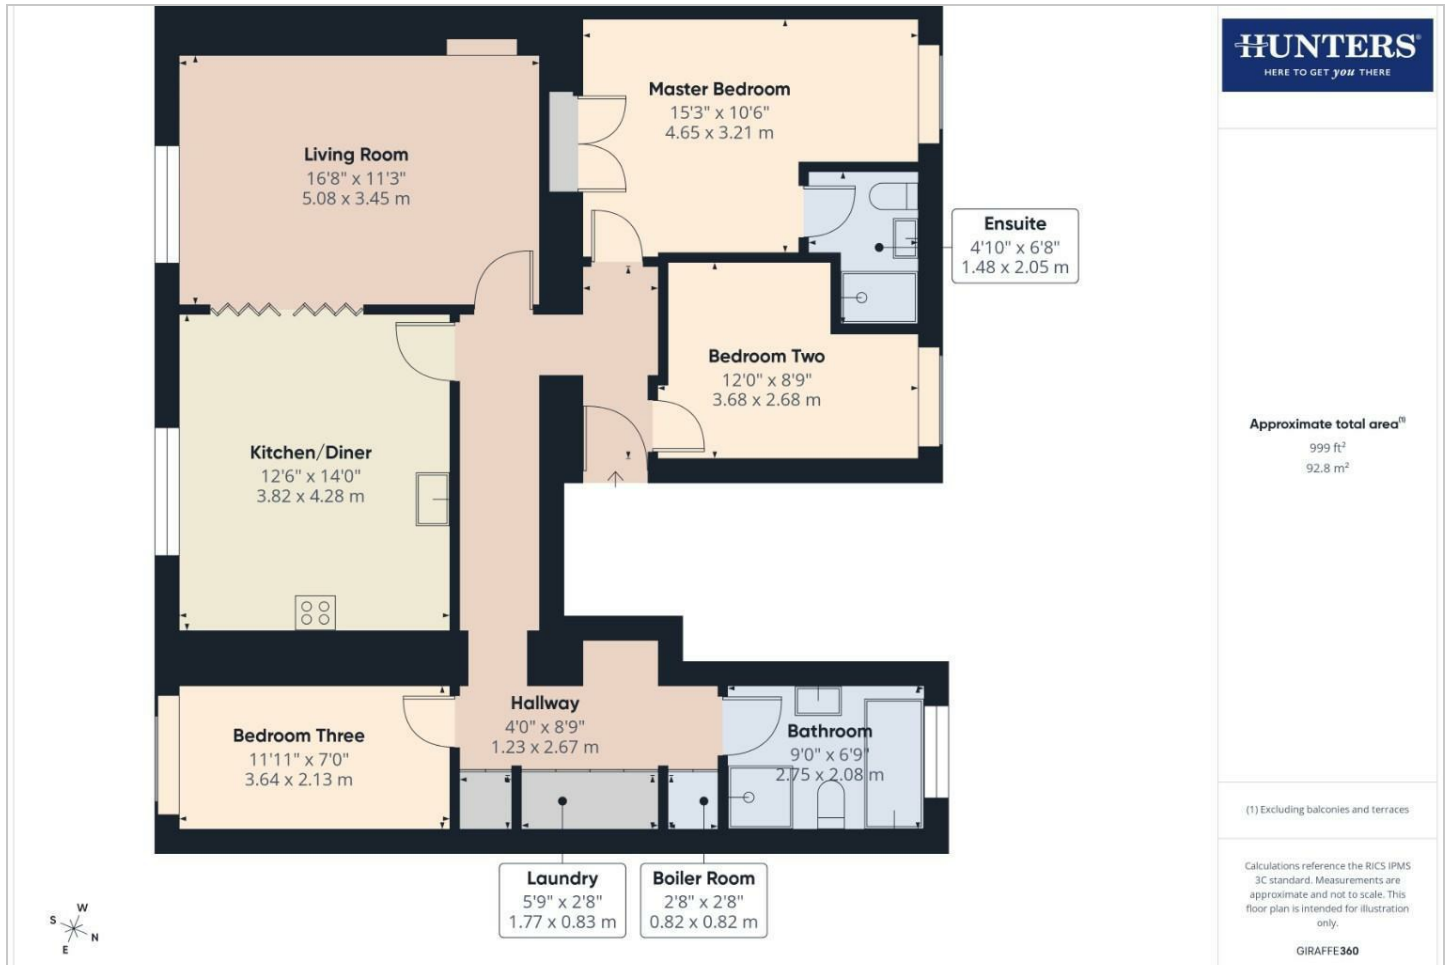 Living Room
16'8" x 11'3"
5.08 x 3.45 m
Master Bedroom
15'3" x 10'6"
4.65 x 3.21 m
Ensuite
4'10" x 6'8"
1.48 x 2.05 m
Bedroom Two
12'0" x 8'9"
3.68 x 2.68 m
Kitchen/Diner
12'6" x 14'0"
3.82 x 4.28 m
Hallway
4'0" x 8'9"
1.23 x 2.67 m
Bedroom Three
11'11" x 7'0"
3.64 x 2.13 m
Bathroom
9'0" x 6'9"
2.75 x 2.08 m
Laundry
5'9" x 2'8"
1.77 x 0.83 m
Boiler Room
2'8" x 2'8"
0.82 x 0.82 m
W
S
N
E
HUNTERS®
HERE TO GET you THERE
Approximate total area(1)
999 ft²
92.8 m²
(1) Excluding balconies and terraces
Calculations reference the RICS IPMS
3C standard. Measurements are
approximate and not to scale. This
floor plan is intended for illustration
only.
GIRAFFE360